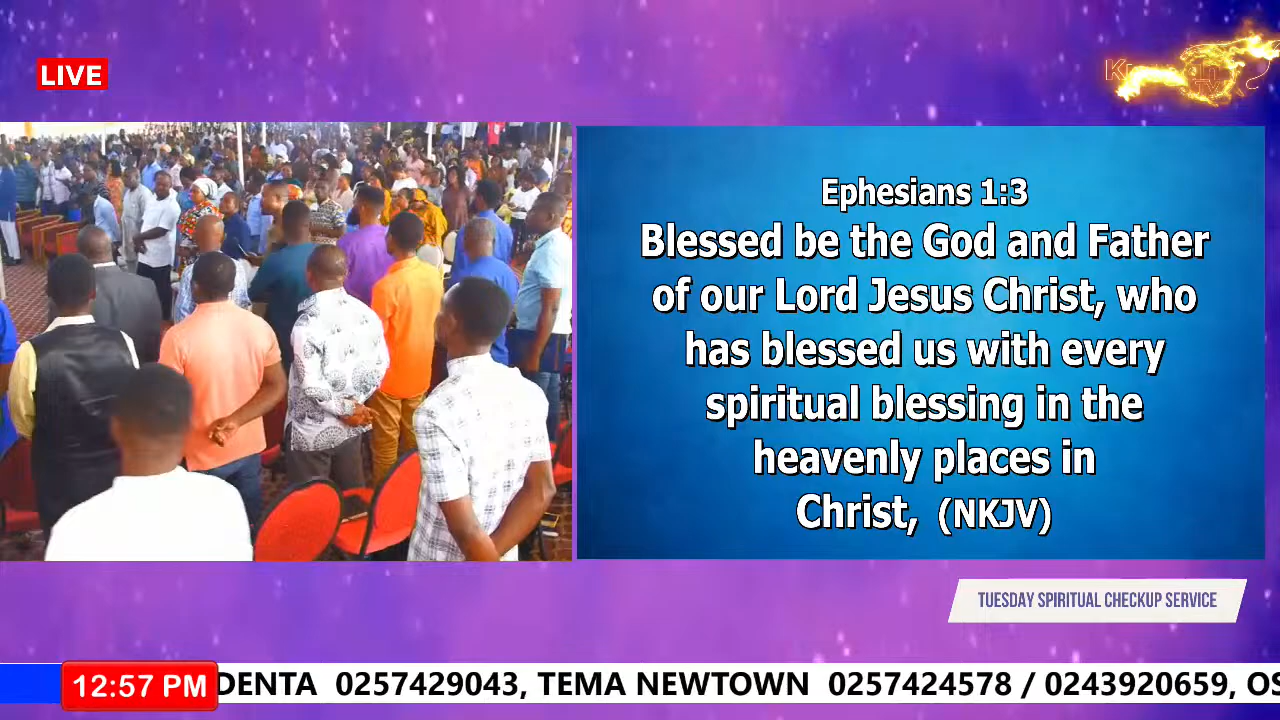 LIVE
Ephesians 1:3
Blessed be the God and Father
of our Lord Jesus Christ, who
has blessed us with every
spiritual blessing in the
heavenly places in
Christ, (NKJV)
TUESDAY SPIRITUAL CHECKUP SERVICE
12:57 PM DENTA 0257429043, TEMA NEWTOWN 0257424578 / 0243920659, OS